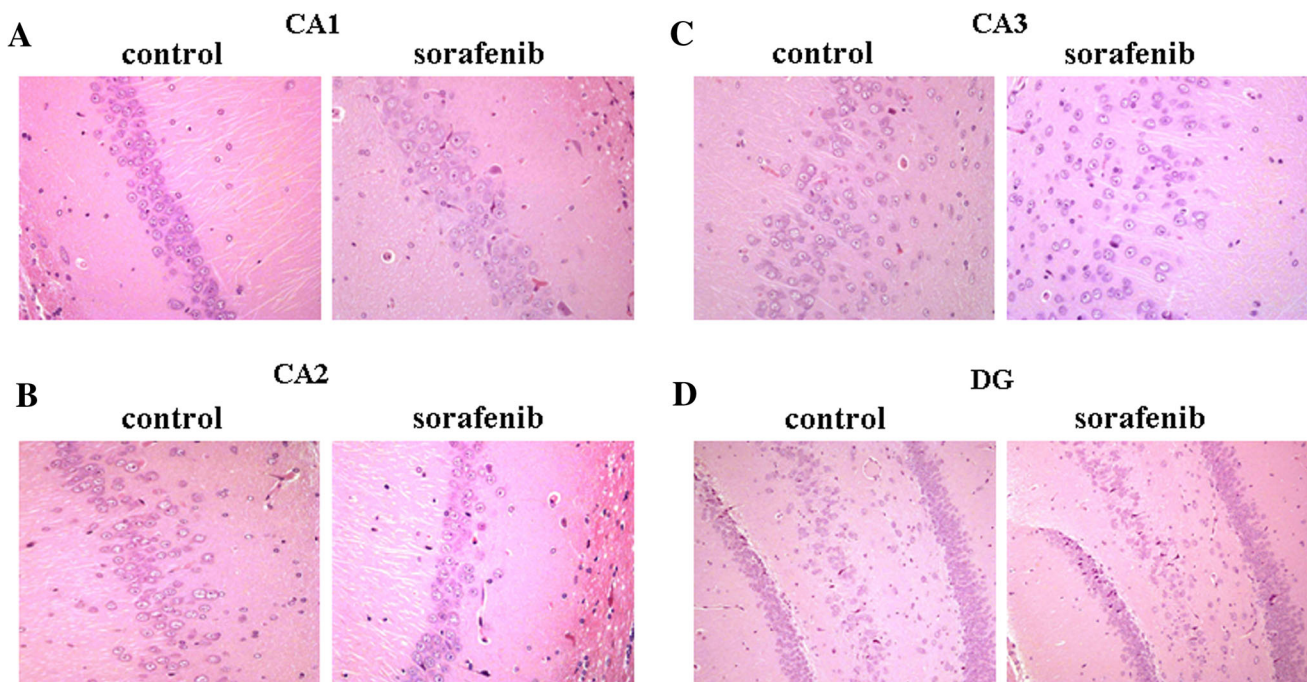 A
CA1
control
sorafenib
B
CA2
control
sorafenib
C
CA3
control
sorafenib
D
DG
control
sorafenib